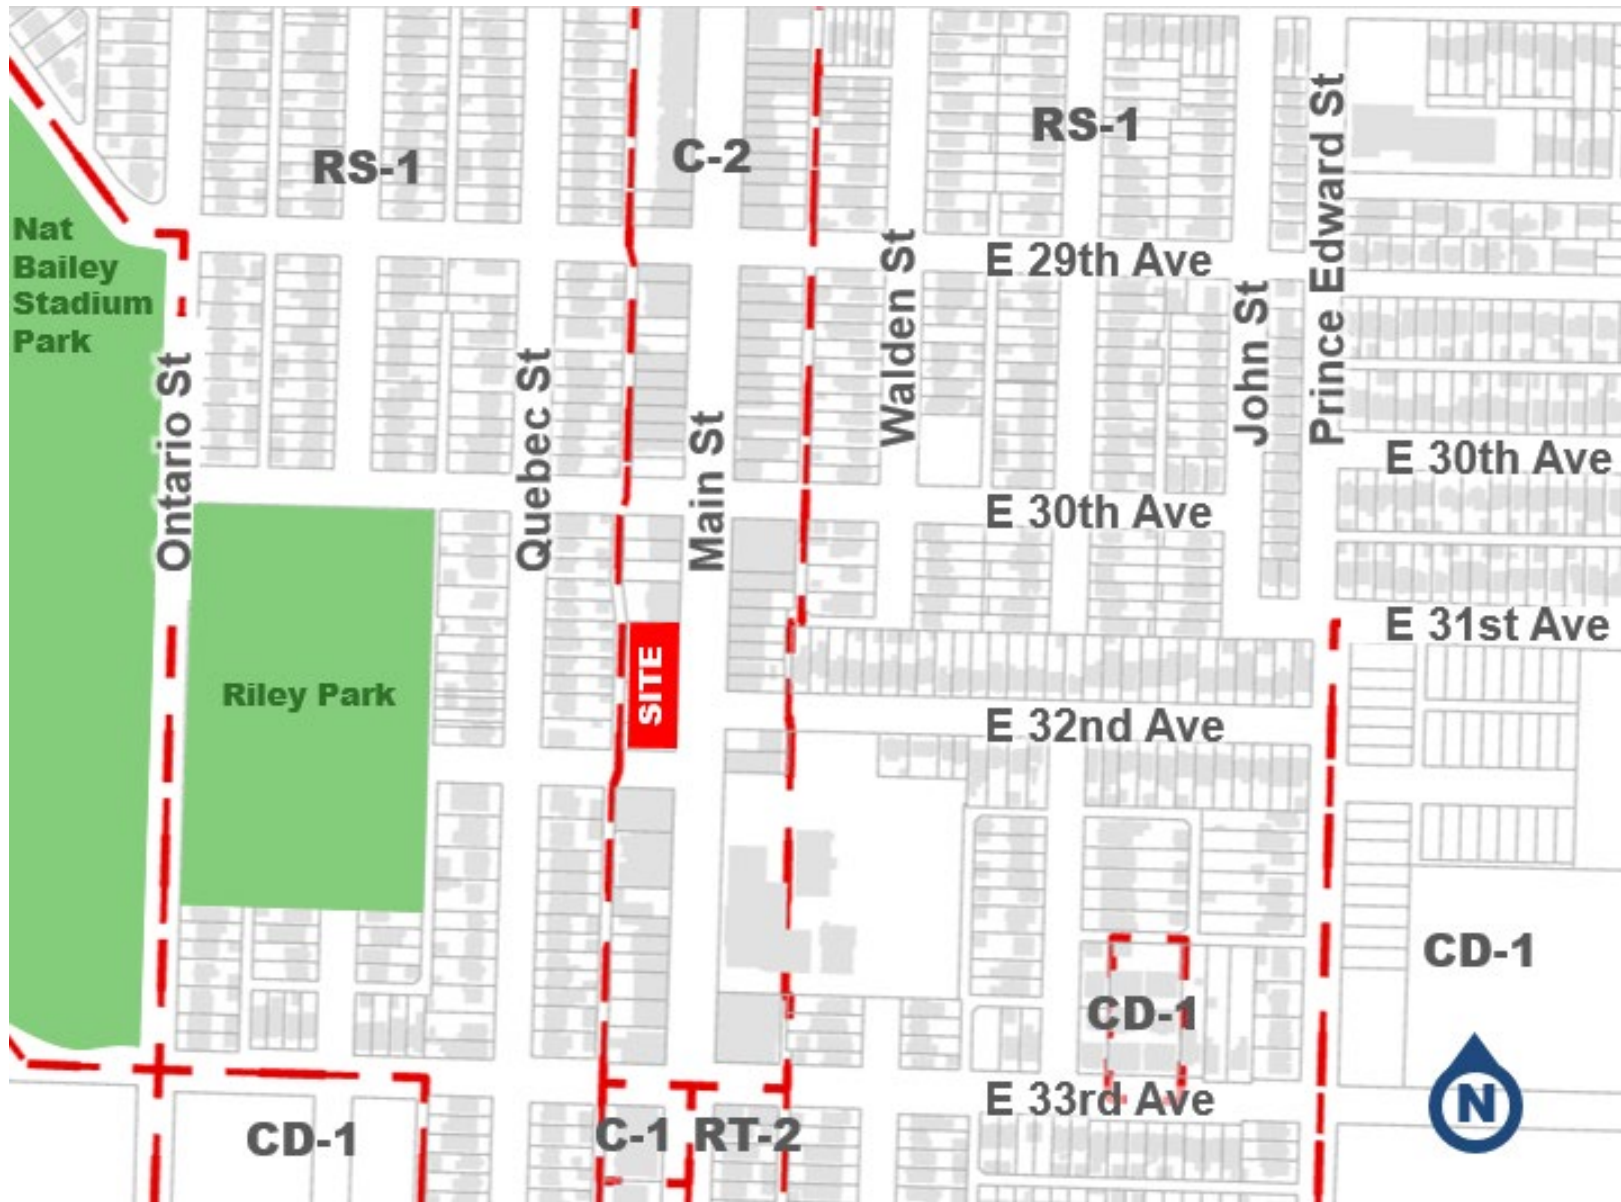 RS-1
C-2
RS-1
Nat
Bailey
Stadium
Park
Ontario St
Quebec St
Main St
Walden St
John St
Prince Edward St
E 29th Ave
E 30th Ave
E 30th Ave
E 31st Ave
Riley Park
SITE
E 32nd Ave
CD-1
CD-1
E 33rd Ave
CD-1
C-1
RT-2
N